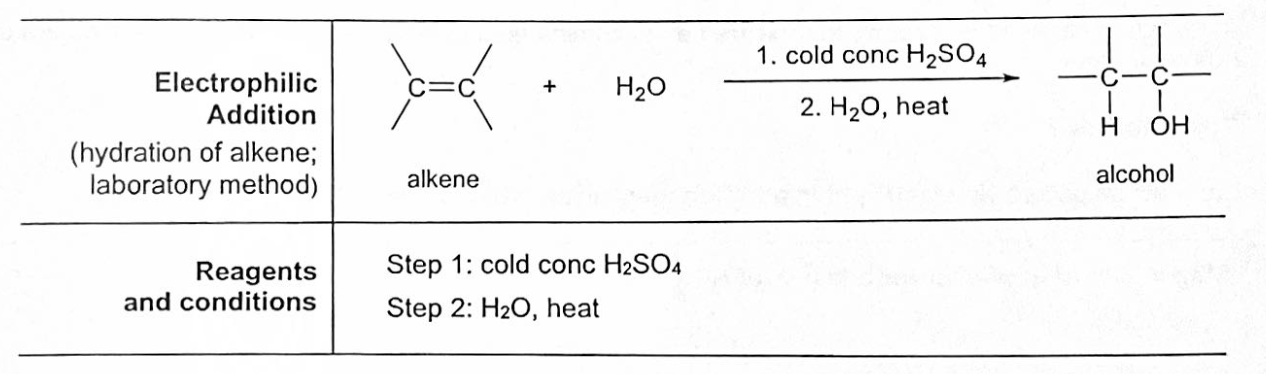 Electrophilic
Addition
(hydration of alkene;
laboratory method)
C=C
+
H₂O
1. cold conc H₂SO₄
2. H₂O, heat
C–C
H OH
alkene
alcohol
Reagents
and conditions
Step 1: cold conc H₂SO₄
Step 2: H₂O, heat